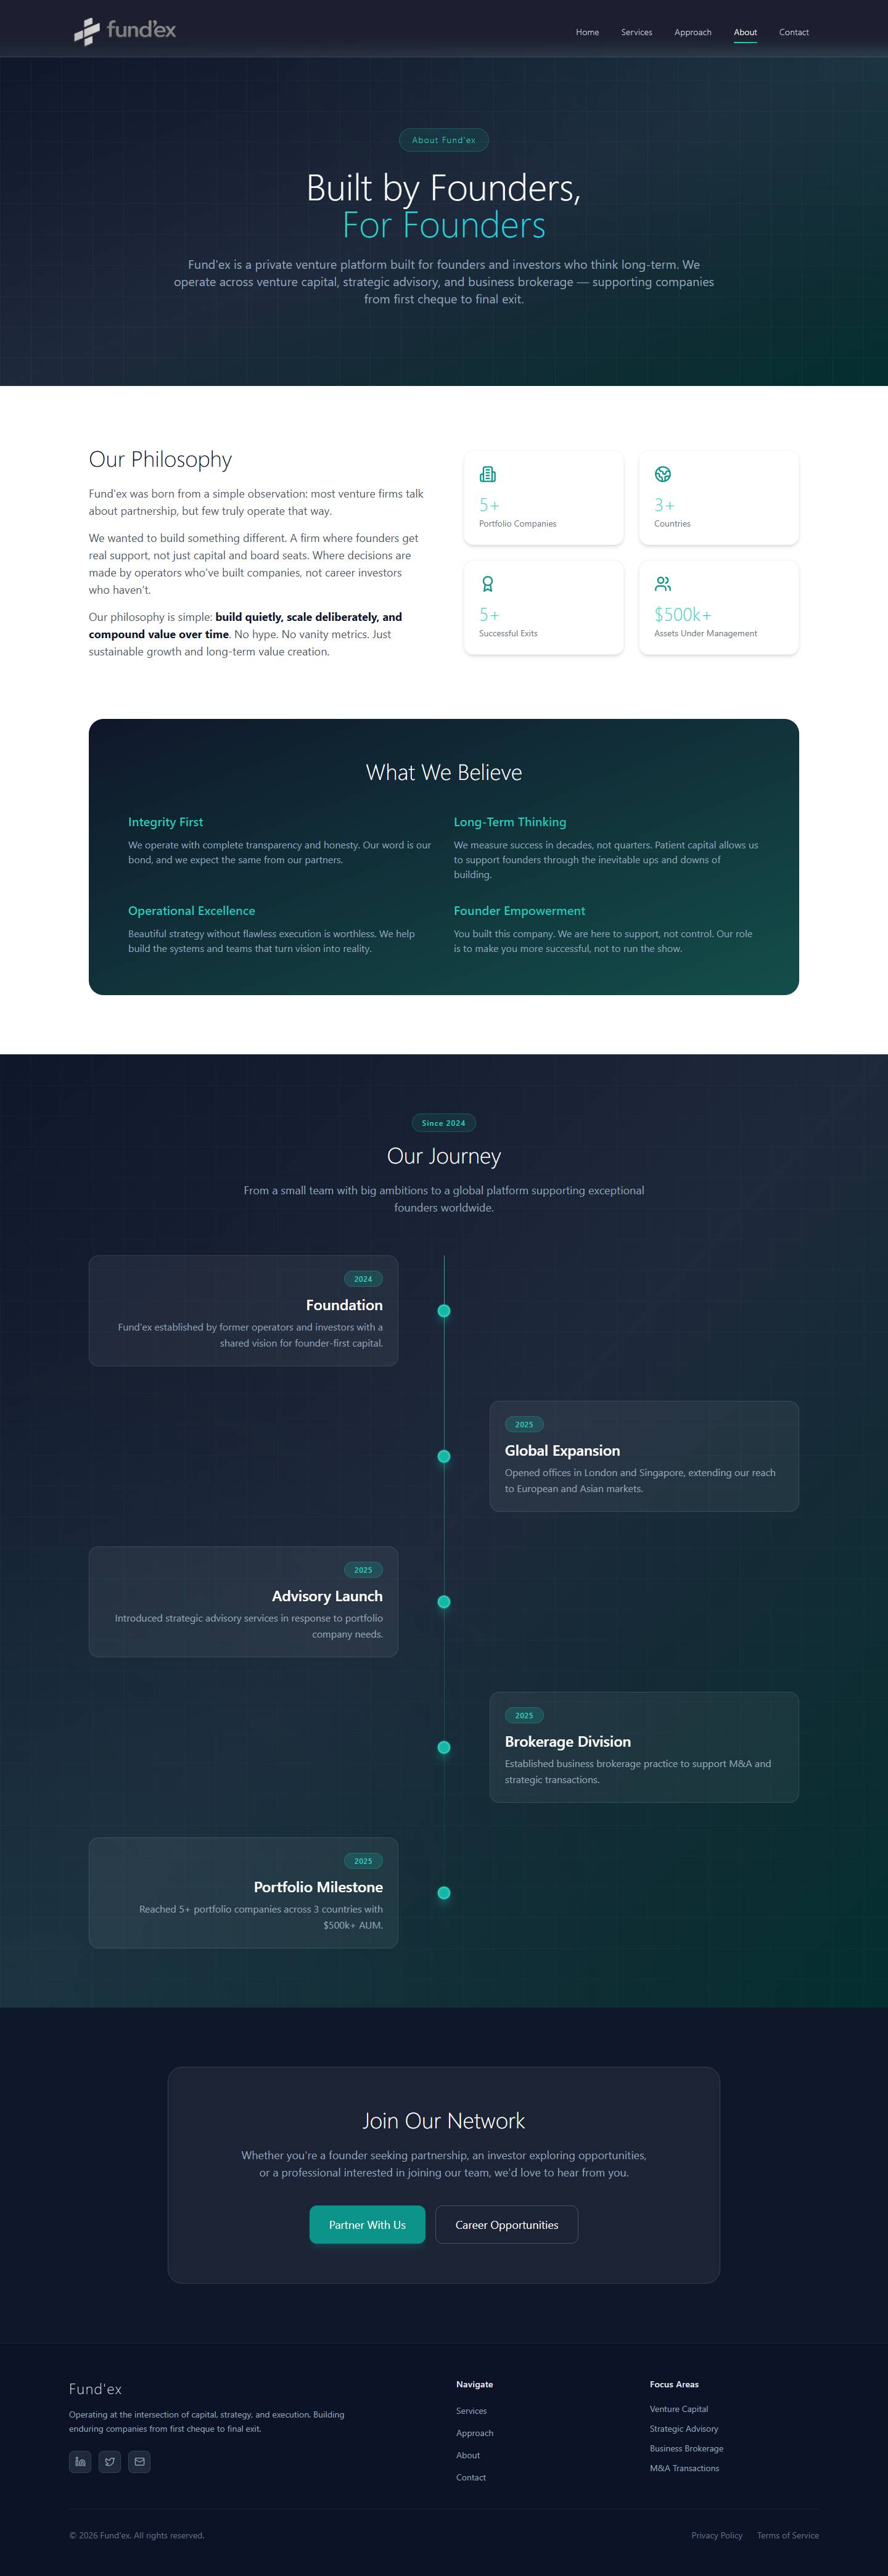 fund'ex
Home
Services
Approach
About
Contact
About Fund'ex
Built by Founders,
For Founders
Fund'ex is a private venture platform built for founders and investors who think long-term. We
operate across venture capital, strategic advisory, and business brokerage — supporting companies
from first cheque to final exit.
Our Philosophy
Fund'ex was born from a simple observation: most venture firms talk
about partnership, but few truly operate that way.
We wanted to build something different. A firm where founders get
real support, not just capital and board seats. Where decisions are
made by operators who've built companies, not career investors
who haven't.
Our philosophy is simple: build quietly, scale deliberately, and
compound value over time. No hype. No vanity metrics. Just
sustainable growth and long-term value creation.
5+
Portfolio Companies
3+
Countries
5+
Successful Exits
$500k+
Assets Under Management
What We Believe
Integrity First
We operate with complete transparency and honesty. Our word is our
bond, and we expect the same from our partners.
Long-Term Thinking
We measure success in decades, not quarters. Patient capital allows us
to support founders through the inevitable ups and downs of
building.
Operational Excellence
Beautiful strategy without flawless execution is worthless. We help
build the systems and teams that turn vision into reality.
Founder Empowerment
You built this company. We are here to support, not control. Our role
is to make you more successful, not to run the show.
Since 2024
Our Journey
From a small team with big ambitions to a global platform supporting exceptional
founders worldwide.
2024
Foundation
Fund'ex established by former operators and investors with a
shared vision for founder-first capital.
2025
Global Expansion
Opened offices in London and Singapore, extending our reach
to European and Asian markets.
2025
Advisory Launch
Introduced strategic advisory services in response to portfolio
company needs.
2025
Brokerage Division
Established business brokerage practice to support M&A and
strategic transactions.
2025
Portfolio Milestone
Reached 5+ portfolio companies across 3 countries with
$500k+ AUM.
Join Our Network
Whether you're a founder seeking partnership, an investor exploring opportunities,
or a professional interested in joining our team, we'd love to hear from you.
Partner With Us
Career Opportunities
Fund'ex
Operating at the intersection of capital, strategy, and execution. Building
enduring companies from first cheque to final exit.
Navigate
Services
Approach
About
Contact
Focus Areas
Venture Capital
Strategic Advisory
Business Brokerage
M&A Transactions
© 2026 Fund'ex. All rights reserved.
Privacy Policy
Terms of Service